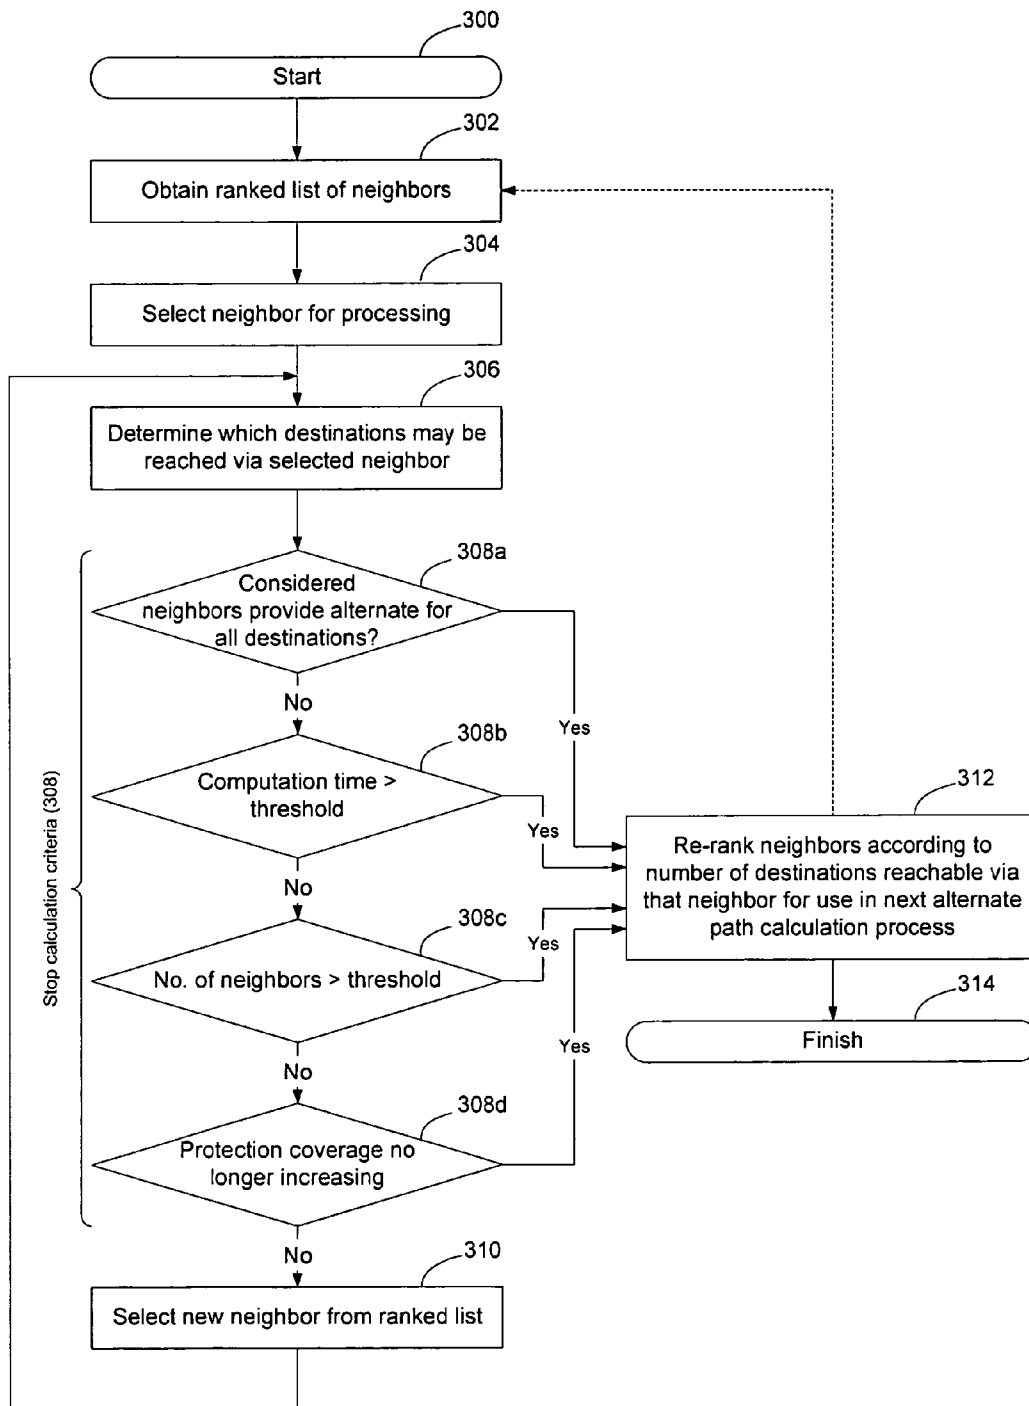 300
Start
302
Obtain ranked list of neighbors
304
Select neighbor for processing
306
Determine which destinations may be
reached via selected neighbor
308a
Considered
neighbors provide alternate for
all destinations?
Yes
No
308b
Computation time >
threshold
Yes
No
308c
No. of neighbors > threshold
Yes
No
308d
Protection coverage no
longer increasing
Yes
No
310
Select new neighbor from ranked list
Stop calculation criteria (308)
312
Re-rank neighbors according to
number of destinations reachable via
that neighbor for use in next alternate
path calculation process
314
Finish